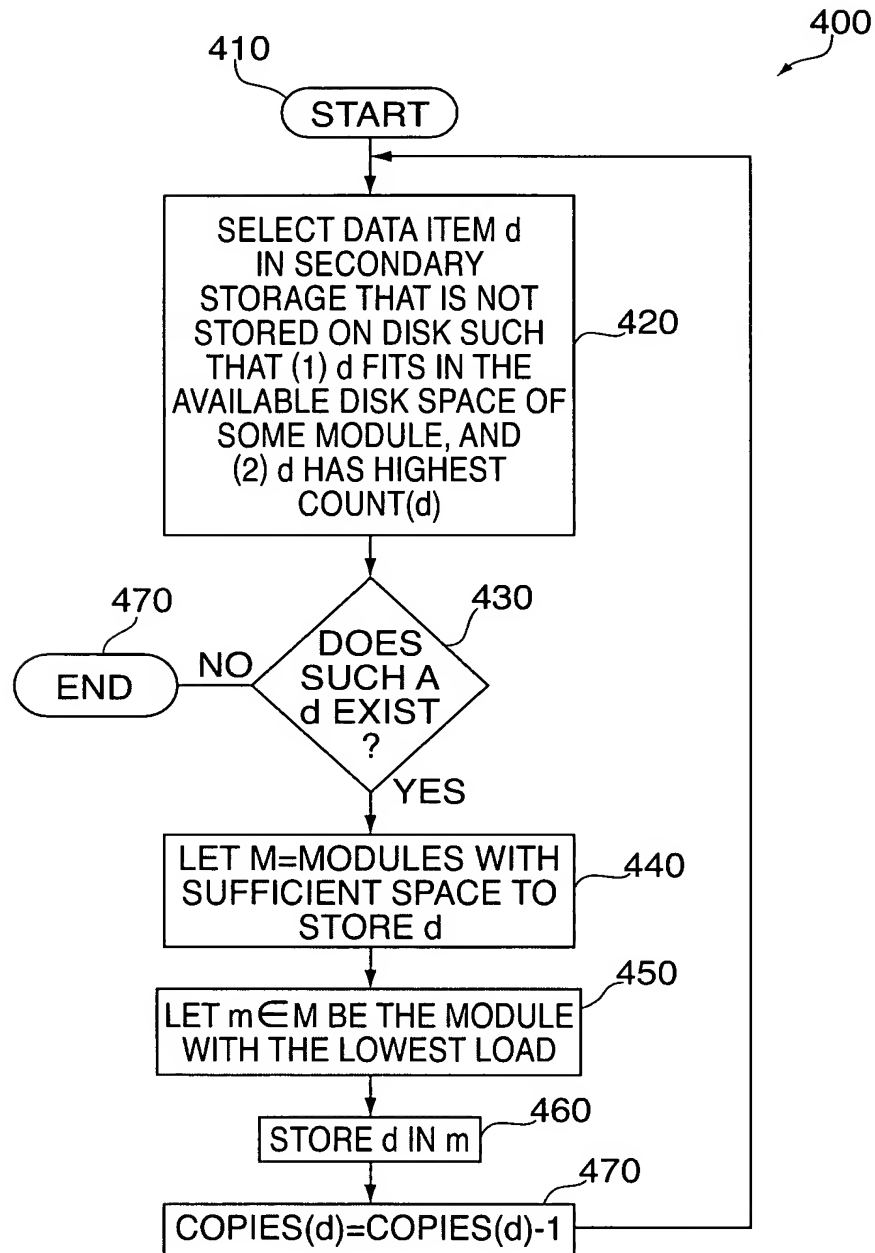 400
410
START
SELECT DATA ITEM d
IN SECONDARY
STORAGE THAT IS NOT
STORED ON DISK SUCH
THAT (1) d FITS IN THE
AVAILABLE DISK SPACE OF
SOME MODULE, AND
(2) d HAS HIGHEST
COUNT(d)
420
470
END
NO
430
DOES
SUCH A
d EXIST
?
YES
LET M=MODULES WITH
SUFFICIENT SPACE TO
STORE d
440
450
LET m∈M BE THE MODULE
WITH THE LOWEST LOAD
460
STORE d IN m
470
COPIES(d)=COPIES(d)-1